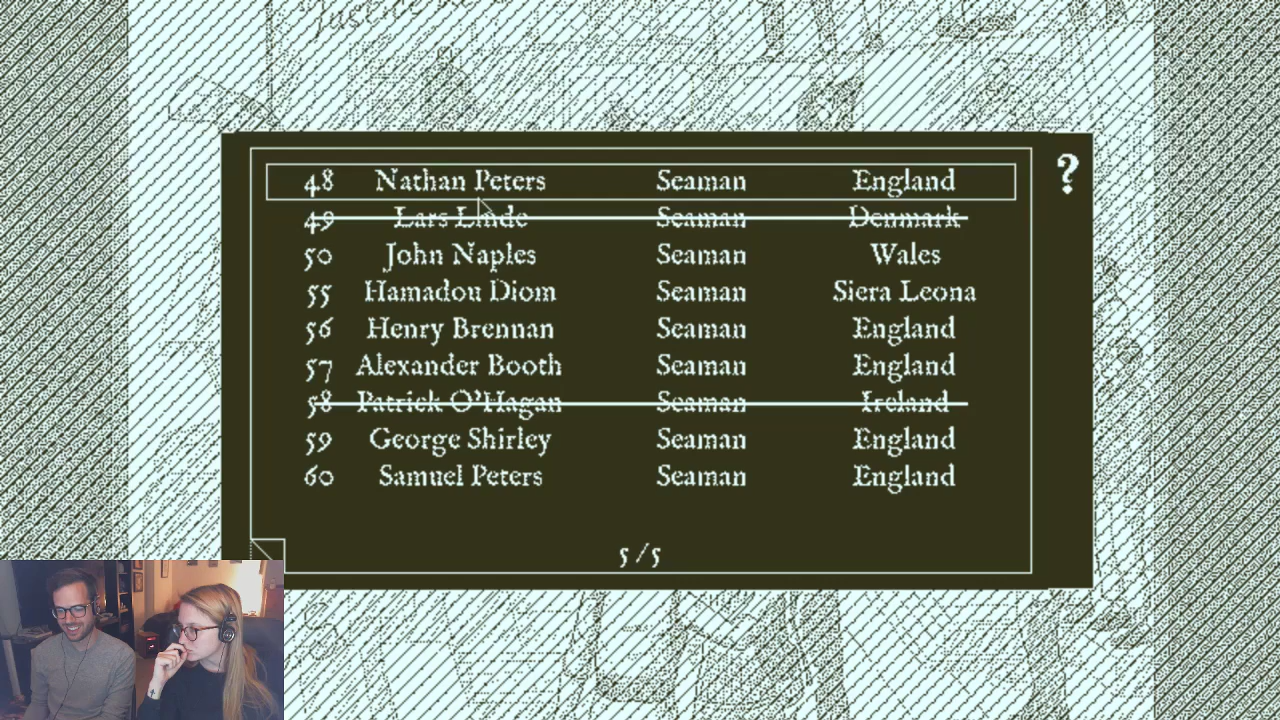 "Justice
?
48 Nathan Peters Seaman England
49 Lars Linde Seaman Denmark
50 John Naples Seaman Wales
55 Hamadou Diom Seaman Siera Leona
56 Henry Brennan Seaman England
57 Alexander Booth Seaman England
58 Patrick O'Hagan Seaman Ireland
59 George Shirley Seaman England
60 Samuel Peters Seaman England
5/5